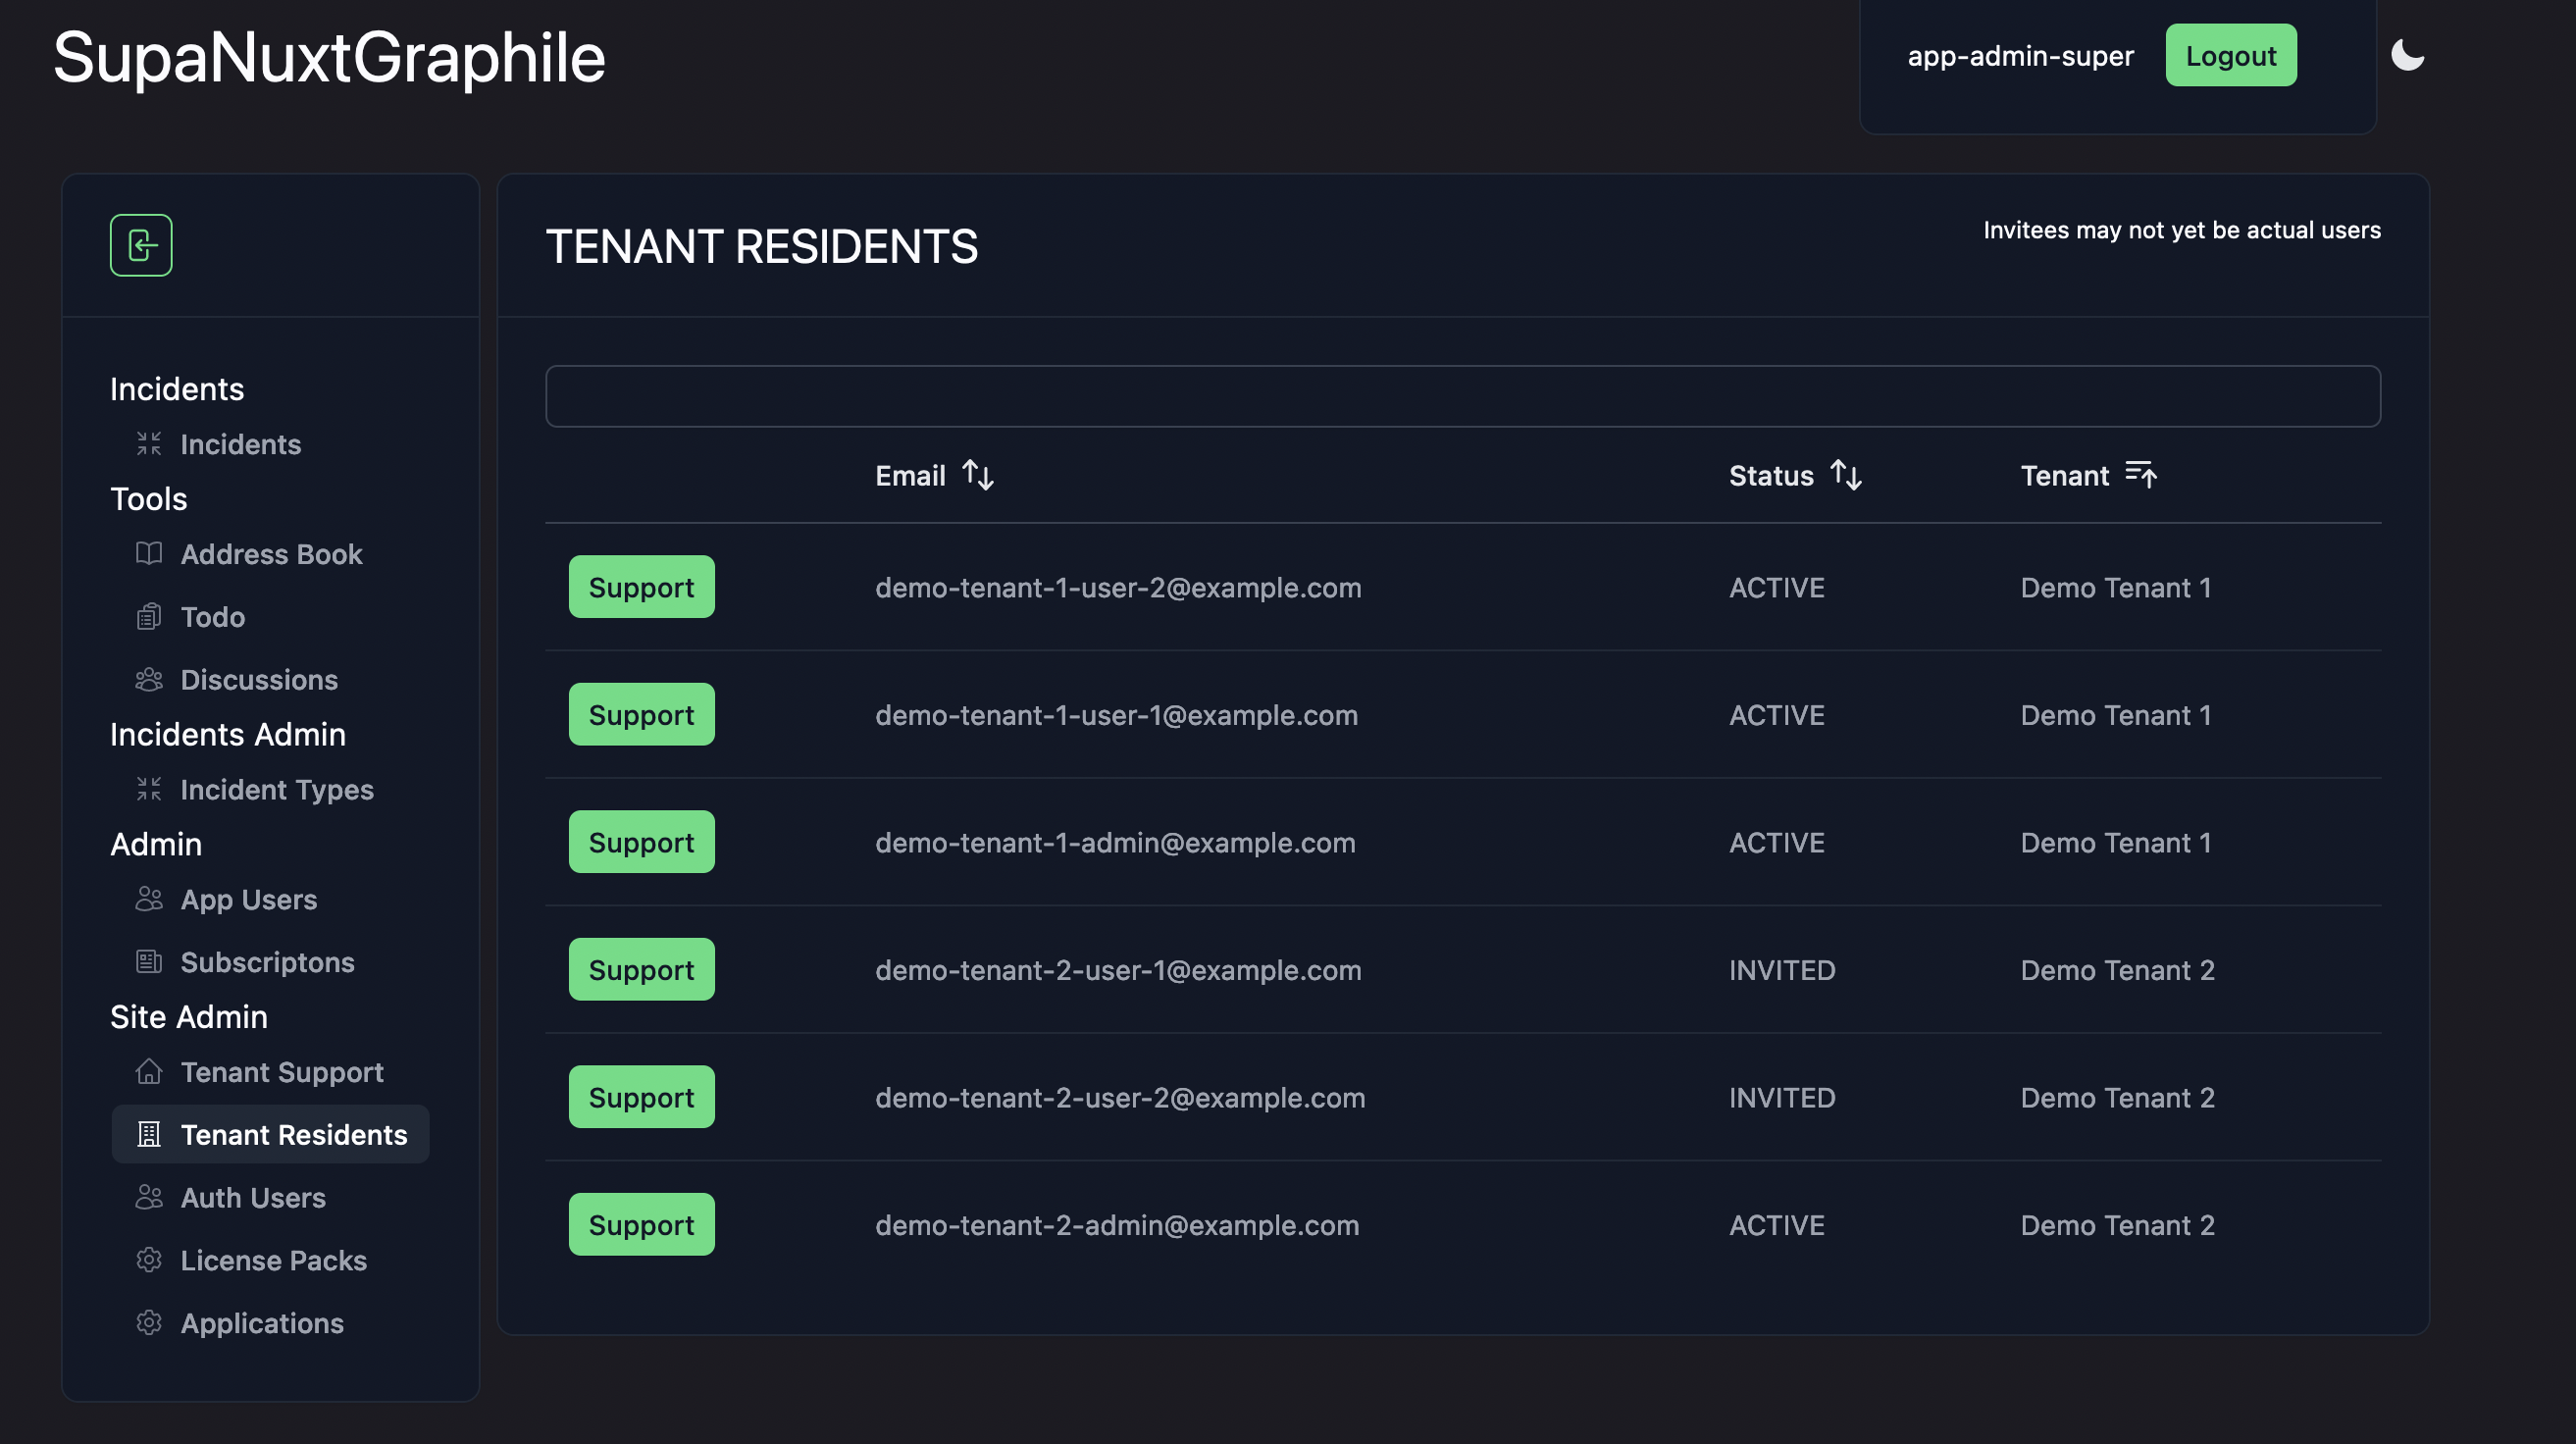 SupaNuxtGraphile
app-admin-super
Logout
Incidents
Incidents
Tools
Address Book
Todo
Discussions
Incidents Admin
Incident Types
Admin
App Users
Subscriptons
Site Admin
Tenant Support
Tenant Residents
Auth Users
License Packs
Applications
TENANT RESIDENTS
Invitees may not yet be actual users
Email Status Tenant
Support demo-tenant-1-user-2@example.com ACTIVE Demo Tenant 1
Support demo-tenant-1-user-1@example.com ACTIVE Demo Tenant 1
Support demo-tenant-1-admin@example.com ACTIVE Demo Tenant 1
Support demo-tenant-2-user-1@example.com INVITED Demo Tenant 2
Support demo-tenant-2-user-2@example.com INVITED Demo Tenant 2
Support demo-tenant-2-admin@example.com ACTIVE Demo Tenant 2